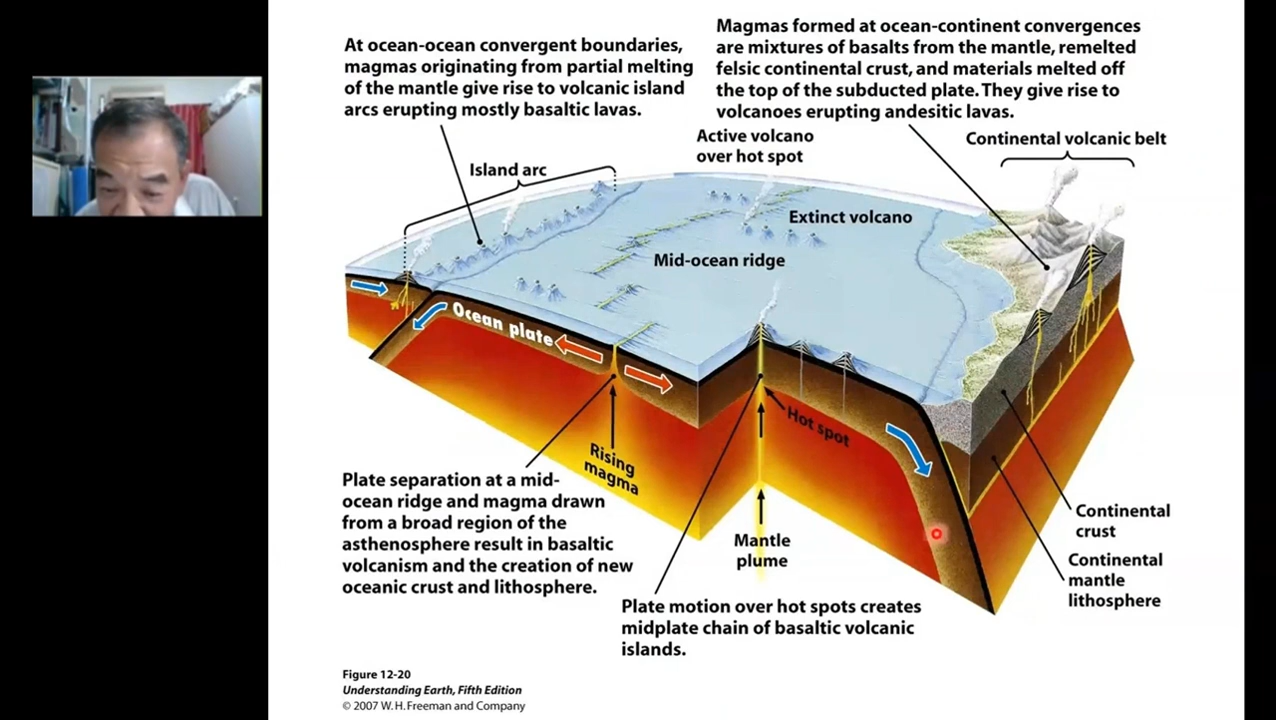 At ocean-ocean convergent boundaries,
magmas originating from partial melting
of the mantle give rise to volcanic island
arcs erupting mostly basaltic lavas.
Magmas formed at ocean-continent convergences
are mixtures of basalts from the mantle, remelted
felsic continental crust, and materials melted off
the top of the subducted plate. They give rise to
volcanoes erupting andesitic lavas.
Active volcano
over hot spot
Continental volcanic belt
Island arc
Extinct volcano
Mid-ocean ridge
Ocean plate
Hot spot
Rising
magma
Plate separation at a mid-
ocean ridge and magma drawn
from a broad region of the
asthenosphere result in basaltic
volcanism and the creation of new
oceanic crust and lithosphere.
Mantle
plume
Continental
crust
Continental
mantle
lithosphere
Plate motion over hot spots creates
midplate chain of basaltic volcanic
islands.
Figure 12-20
Understanding Earth, Fifth Edition
© 2007 W. H. Freeman and Company